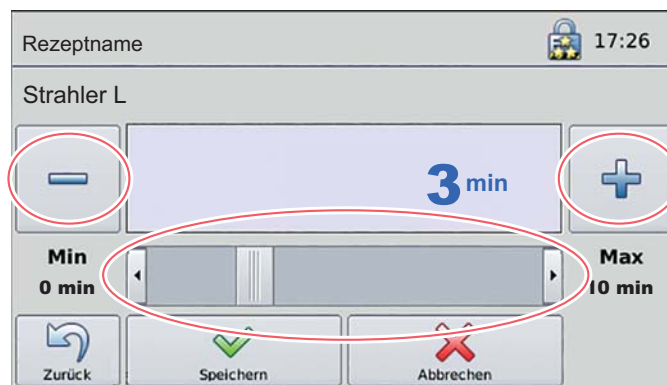 Rezeptname 17:26
Strahler L
3 min
Min Max
0 min 10 min
Zurück Speichern Abbrechen